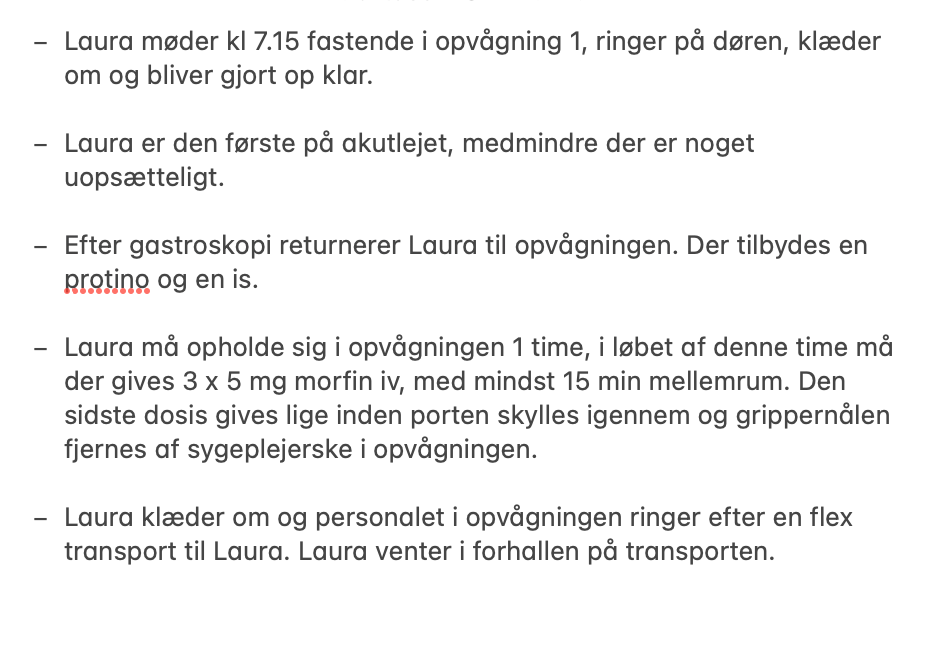 – Laura møder kl 7.15 fastende i opvågning 1, ringer på døren, klæder
om og bliver gjort op klar.
– Laura er den første på akutlejet, medmindre der er noget
uopsætteligt.
– Efter gastroskopi returnerer Laura til opvågningen. Der tilbydes en
protino og en is.
– Laura må opholde sig i opvågningen 1 time, i løbet af denne time må
der gives 3 x 5 mg morfin iv, med mindst 15 min mellemrum. Den
sidste dosis gives lige inden porten skylles igennem og grippernålen
fjernes af sygeplejerske i opvågningen.
– Laura klæder om og personalet i opvågningen ringer efter en flex
transport til Laura. Laura venter i forhallen på transporten.